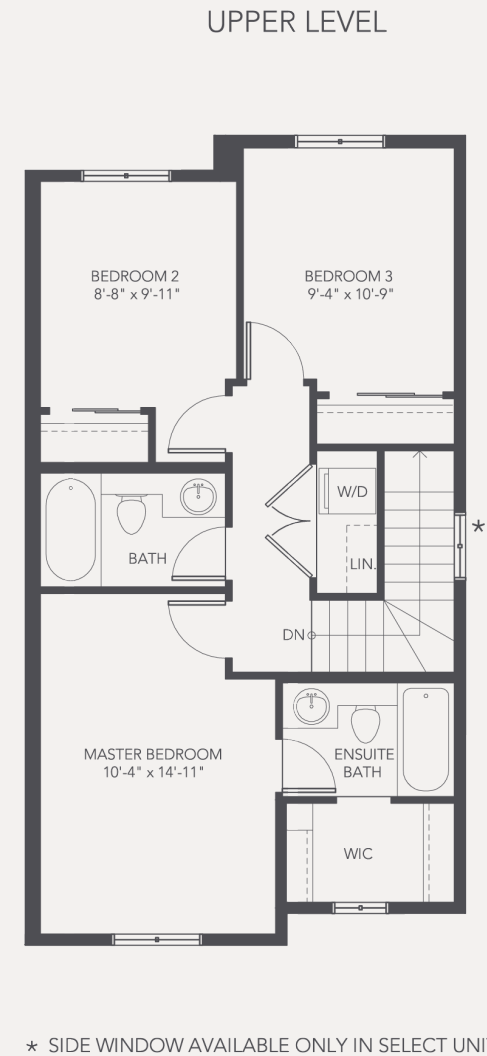 UPPER LEVEL
BEDROOM 2
8'-8" x 9'-11"
BEDROOM 3
9'-4" x 10'-9"
W/D
*
BATH
LIN.
DN
MASTER BEDROOM
10'-4" x 14'-11"
ENSUITE
BATH
WIC
* SIDE WINDOW AVAILABLE ONLY IN SELECT